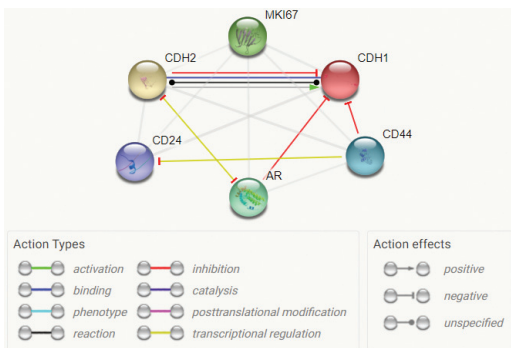 MKI67
CDH2
CDH1
CD24
CD44
AR
Action Types
activation
inhibition
binding
catalysis
phenotype
posttranslational modification
reaction
transcriptional regulation
Action effects
positive
negative
unspecified